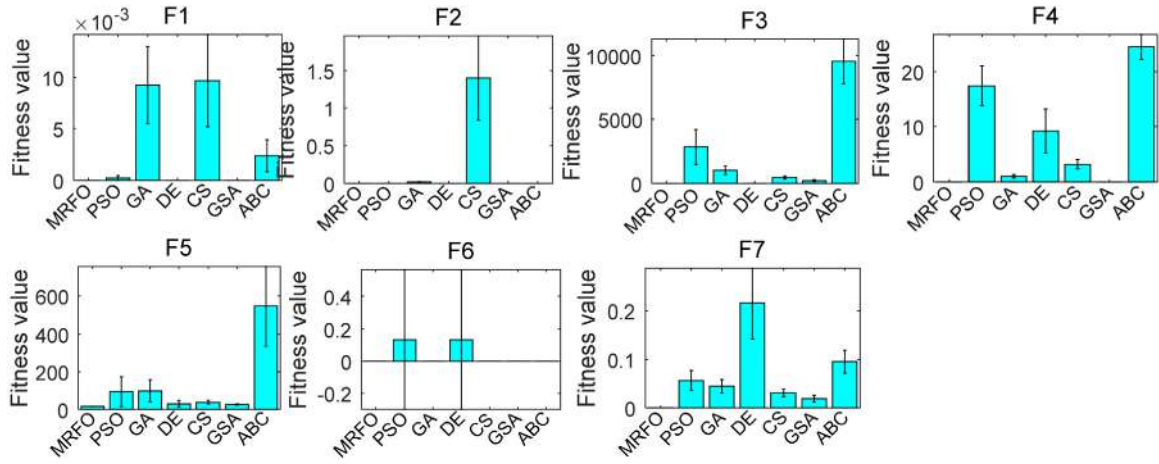 F1
×10⁻³
Fitness value
10
5
0
MRFO PSO GA DE CS GSA ABC
F2
Fitness value
1.5
1
0.5
0
MRFO PSO GA DE CS GSA ABC
F3
Fitness value
10000
5000
0
MRFO PSO GA DE CS GSA ABC
F4
Fitness value
20
10
0
MRFO PSO GA DE CS GSA ABC
F5
Fitness value
600
400
200
0
MRFO PSO GA DE CS GSA ABC
F6
Fitness value
0.4
0.2
0
-0.2
MRFO PSO GA DE CS GSA ABC
F7
Fitness value
0.2
0.1
0
MRFO PSO GA DE CS GSA ABC